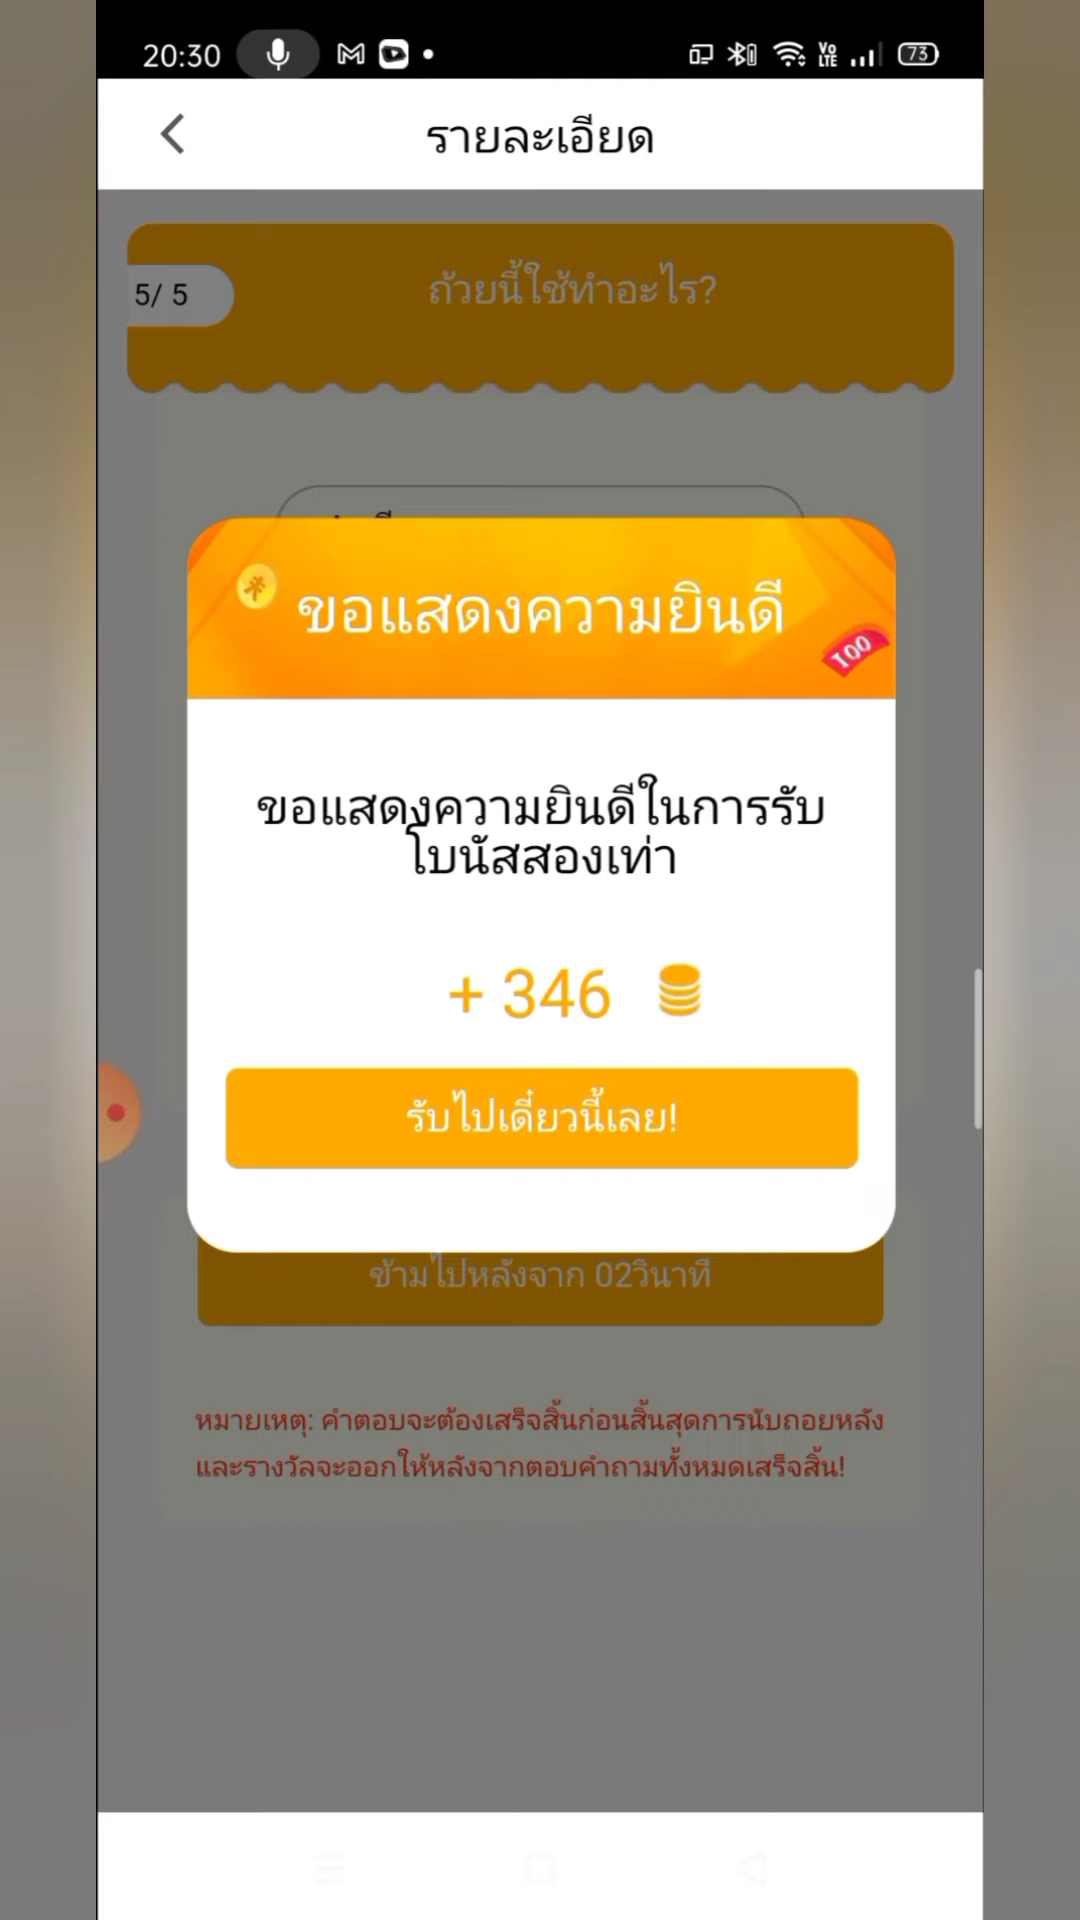 20:30
VO LTE
73
รายละเอียด
5/ 5
ถ้วยนี้ใช้ทำอะไร?
ขอแสดงความยินดี
100
ขอแสดงความยินดีในการรับ
โบนัสสองเท่า
+ 346
รับไปเดี๋ยวนี้เลย!
ข้ามไปหลังจาก 02วินาที
หมายเหตุ: คำตอบจะต้องเสร็จสิ้นก่อนสิ้นสุดการนับถอยหลัง
และรางวัลจะออกให้หลังจากตอบคำถามทั้งหมดเสร็จสิ้น!